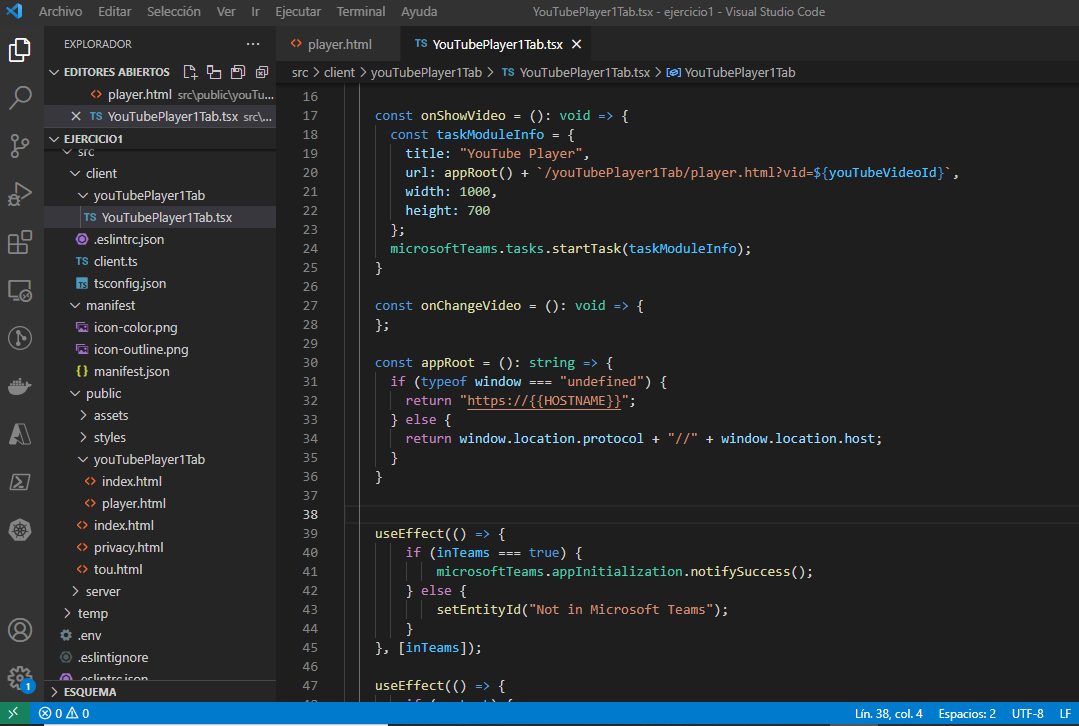 Archivo Editar Selección Ver Ir Ejecutar Terminal Ayuda YouTubePlayer1Tab.tsx - ejercicio1 - Visual Studio Code
EXPLORADOR
EDITORES ABIERTOS
player.html src\public\youTu...
TS YouTubePlayer1Tab.tsx src\...
EJERCICIO1
src
client
youTubePlayer1Tab
TS YouTubePlayer1Tab.tsx
.eslintrc.json
TS client.ts
TS tsconfig.json
manifest
icon-color.png
icon-outline.png
{} manifest.json
public
assets
styles
youTubePlayer1Tab
<> index.html
<> player.html
<> index.html
<> privacy.html
<> tou.html
server
temp
.env
.eslintignore
.eslintrc.json
ESQUEMA
<> player.html TS YouTubePlayer1Tab.tsx
src > client > youTubePlayer1Tab > TS YouTubePlayer1Tab.tsx > YouTubePlayer1Tab
16
17 const onShowVideo = (): void => {
18 const taskModuleInfo = {
19 title: "YouTube Player",
20 url: appRoot() + `/youTubePlayer1Tab/player.html?vid=${youTubeVideoId}`,
21 width: 1000,
22 height: 700
23 };
24 microsoftTeams.tasks.startTask(taskModuleInfo);
25 }
26
27 const onChangeVideo = (): void => {
28 };
29
30 const appRoot = (): string => {
31 if (typeof window === "undefined") {
32 return "https://{{HOSTNAME}}";
33 } else {
34 return window.location.protocol + "//" + window.location.host;
35 }
36 }
37
38
39 useEffect(() => {
40 if (inTeams === true) {
41 microsoftTeams.appInitialization.notifySuccess();
42 } else {
43 setEntityId("Not in Microsoft Teams");
44 }
45 }, [inTeams]);
46
47 useEffect(() => {
1
0 0 Lín. 38, col. 4 Espacios: 2 UTF-8 LF